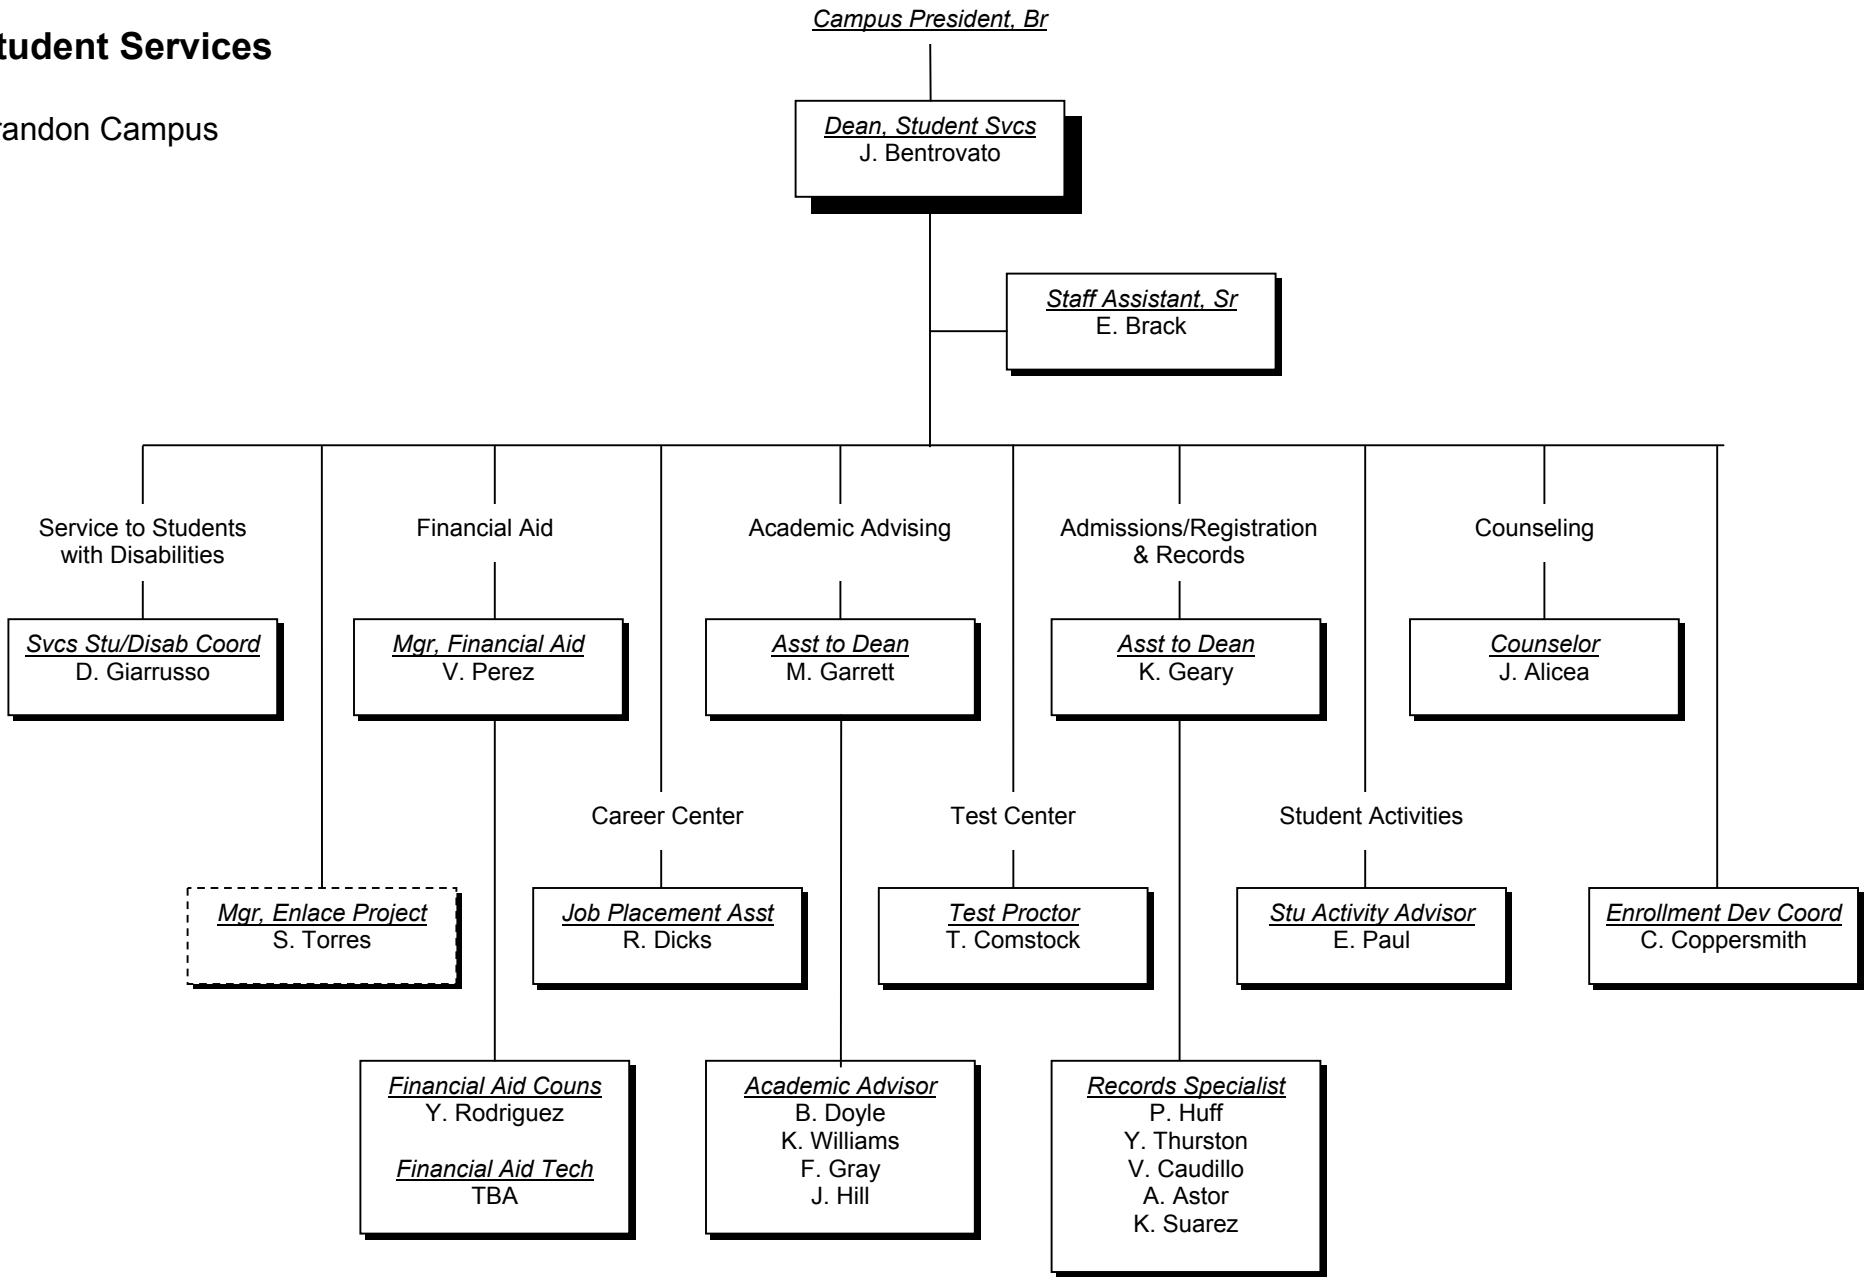 Campus President, Br
tudent Services
randon Campus
Dean, Student Svcs
J. Bentrovato
Staff Assistant, Sr
E. Brack
Service to Students
with Disabilities
Financial Aid
Academic Advising
Admissions/Registration
& Records
Counseling
Svcs Stu/Disab Coord
D. Giarrusso
Mgr, Financial Aid
V. Perez
Asst to Dean
M. Garrett
Asst to Dean
K. Geary
Counselor
J. Alicea
Career Center
Test Center
Student Activities
Mgr, Enlace Project
S. Torres
Job Placement Asst
R. Dicks
Test Proctor
T. Comstock
Stu Activity Advisor
E. Paul
Enrollment Dev Coord
C. Coppersmith
Financial Aid Couns
Y. Rodriguez
Financial Aid Tech
TBA
Academic Advisor
B. Doyle
K. Williams
F. Gray
J. Hill
Records Specialist
P. Huff
Y. Thurston
V. Caudillo
A. Astor
K. Suarez